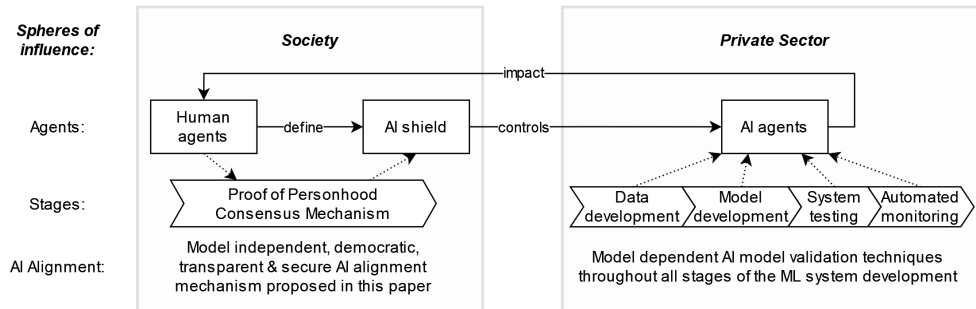 Spheres of
influence:
Society
Private Sector
impact
Agents:
Human
agents
define
AI shield
controls
AI agents
Stages:
Proof of Personhood
Consensus Mechanism
Data
development
Model
development
System
testing
Automated
monitoring
AI Alignment:
Model independent, democratic,
transparent & secure AI alignment
mechanism proposed in this paper
Model dependent AI model validation techniques
throughout all stages of the ML system development